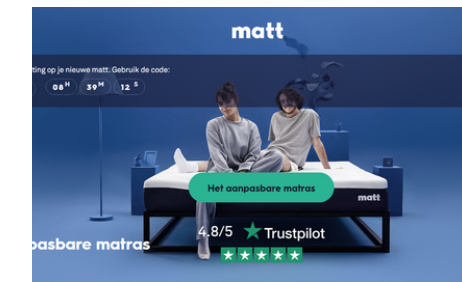 matt
ting op je nieuwe matt. Gebruik de code:
08 H 39 M 12 S
Het aanpasbare matras
matt
4.8/5 Trustpilot
pasbare matras